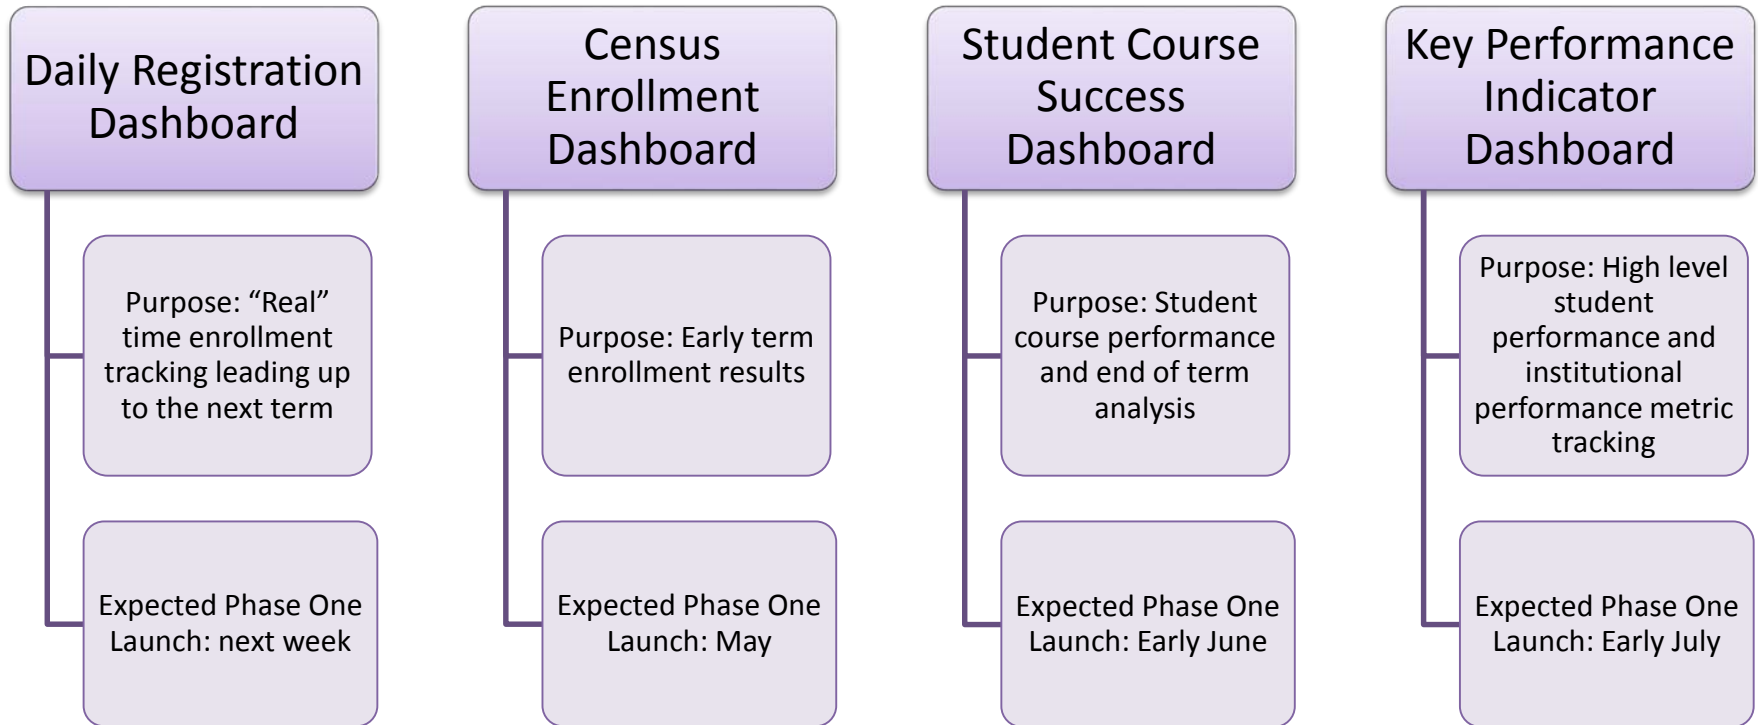 Daily Registration
Dashboard
Purpose: “Real”
time enrollment
tracking leading up
to the next term
Expected Phase One
Launch: next week
Census
Enrollment
Dashboard
Purpose: Early term
enrollment results
Expected Phase One
Launch: May
Student Course
Success
Dashboard
Purpose: Student
course performance
and end of term
analysis
Expected Phase One
Launch: Early June
Key Performance
Indicator
Dashboard
Purpose: High level
student
performance and
institutional
performance metric
tracking
Expected Phase One
Launch: Early July